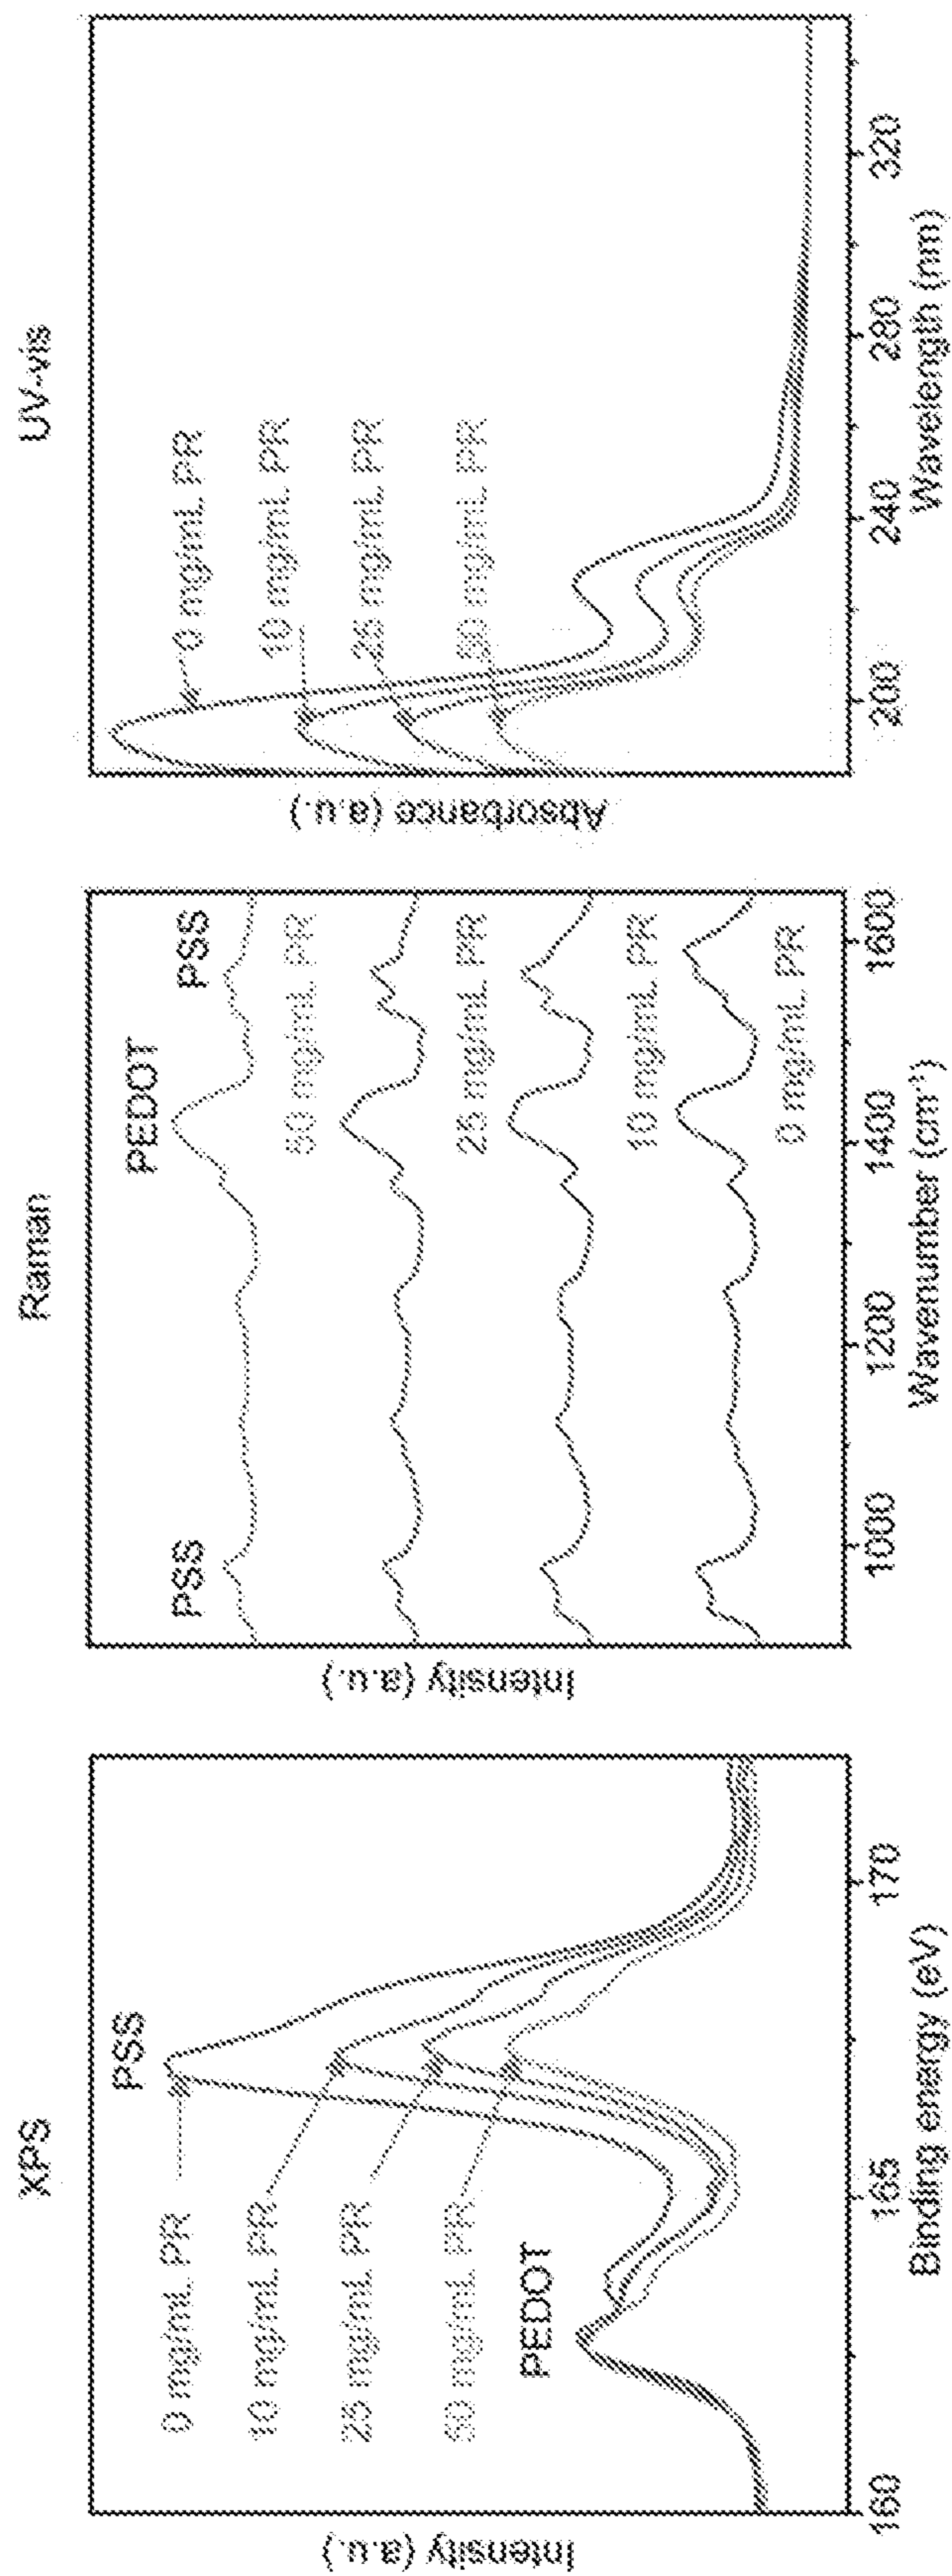 XPS
Intensity (a.u.)
PSS
0 mg/mL PR
10 mg/mL PR
25 mg/mL PR
50 mg/mL PR
PEDOT
160
165
170
Binding energy (eV)
Raman
Intensity (a.u.)
PSS
PEDOT
PSS
50 mg/mL PR
25 mg/mL PR
10 mg/mL PR
0 mg/mL PR
1000
1200
1400
1600
Wavenumber (cm⁻¹)
UV-vis
Absorbance (a.u.)
0 mg/mL PR
10 mg/mL PR
25 mg/mL PR
50 mg/mL PR
200
240
280
320
Wavelength (nm)